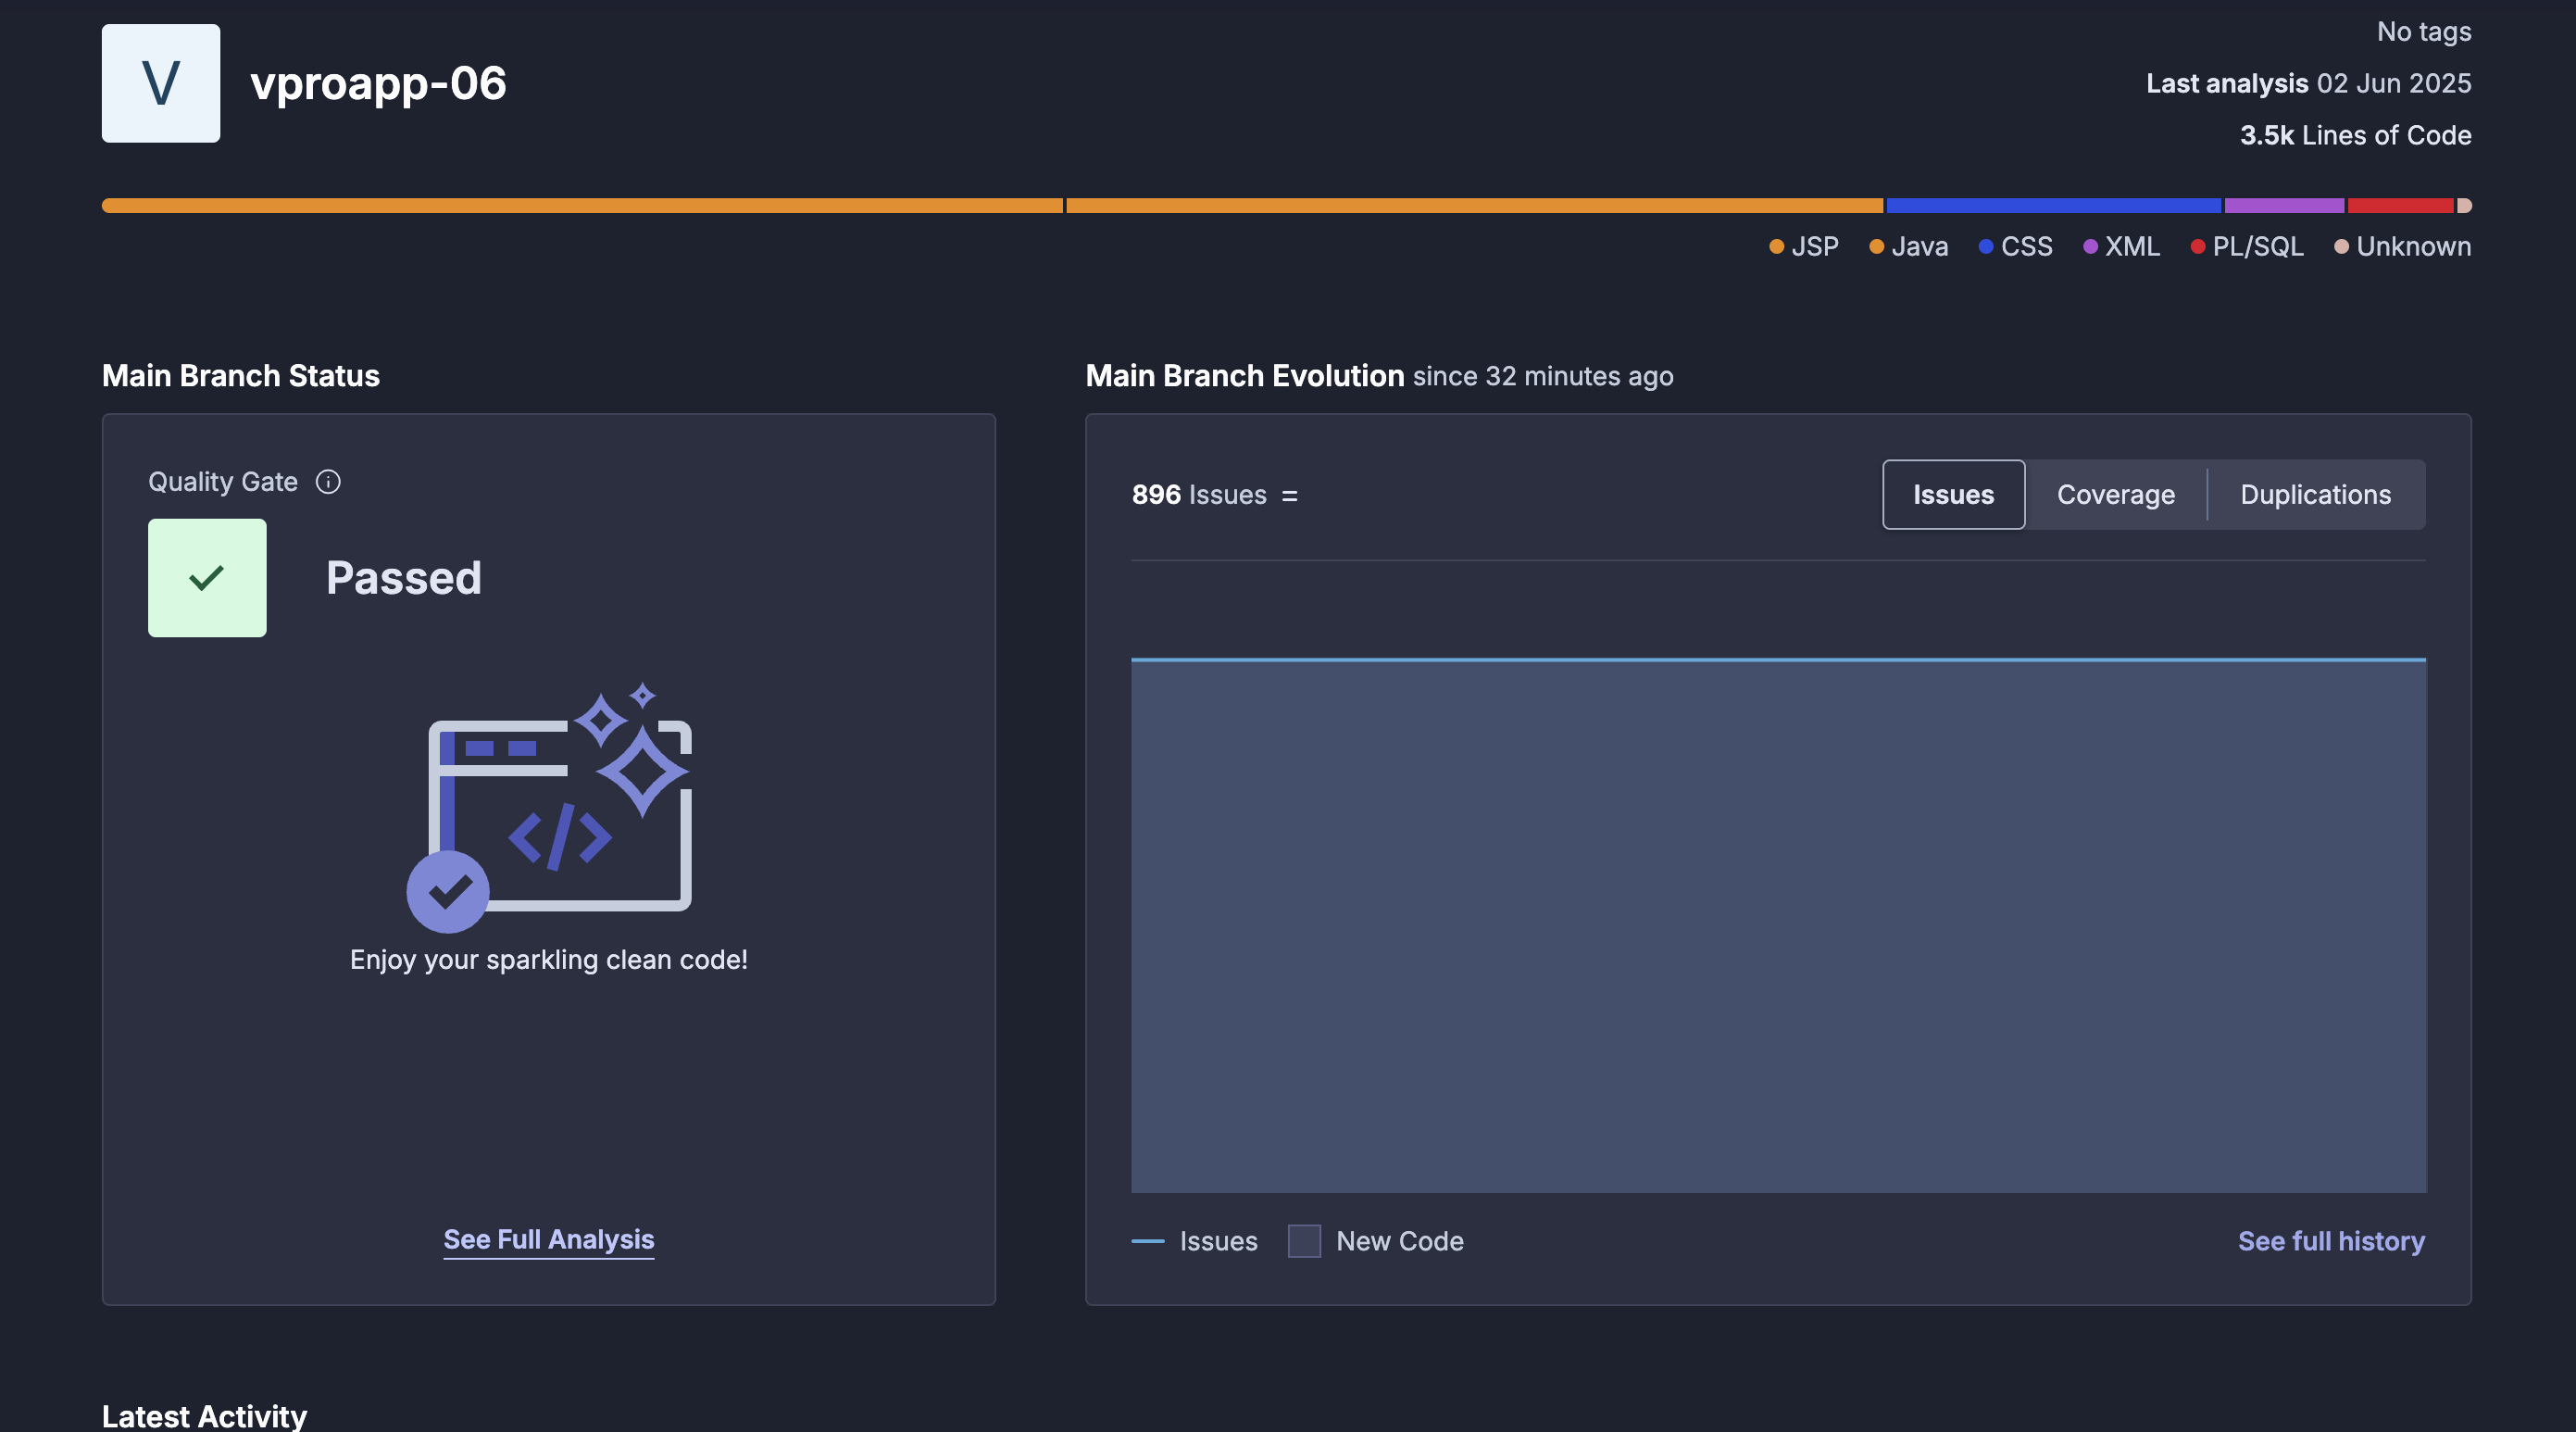 V
vproapp-06
No tags
Last analysis 02 Jun 2025
3.5k Lines of Code
JSP Java CSS XML PL/SQL Unknown
Main Branch Status
Quality Gate
Passed
</>
Enjoy your sparkling clean code!
See Full Analysis
Main Branch Evolution since 32 minutes ago
896 Issues =
Issues Coverage Duplications
Issues New Code
See full history
Latest Activity